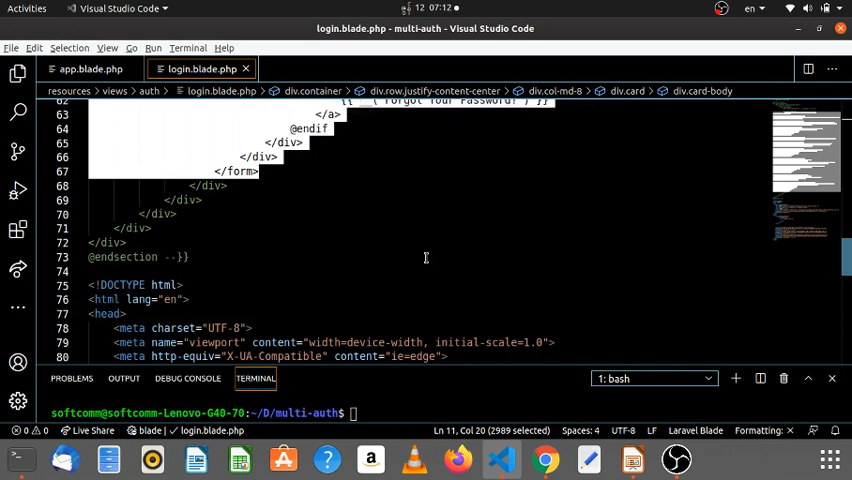 Activities Visual Studio Code 12 07:12 en
login.blade.php - multi-auth - Visual Studio Code
File Edit Selection View Go Run Terminal Help
app.blade.php login.blade.php
resources views auth login.blade.php div.container div.row.justify-content-center div.col-md-8 div.card div.card-body
62 {{ __('Forgot Your Password?') }}
63 </a>
64 @endif
65 </div>
66 </div>
67 </form>
68 </div>
69 </div>
70 </div>
71 </div>
72 </div>
73 @endsection --}}
74
75 <!DOCTYPE html>
76 <html lang="en">
77 <head>
78 <meta charset="UTF-8">
79 <meta name="viewport" content="width=device-width, initial-scale=1.0">
80 <meta http-equiv="X-UA-Compatible" content="ie=edge">
PROBLEMS OUTPUT DEBUG CONSOLE TERMINAL 1: bash
softcomm@softcomm-Lenovo-G40-70:~/D/multi-auth$
0 0 Live Share blade | login.blade.php Ln 11, Col 20 (2989 selected) Spaces: 4 UTF-8 LF Laravel Blade Formatting: